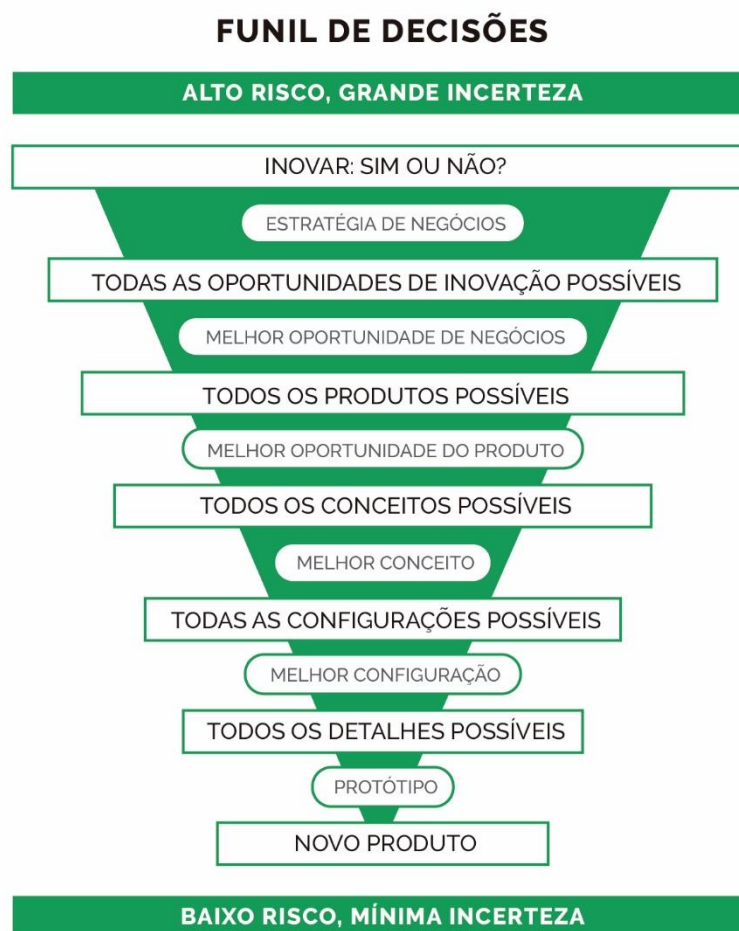 FUNIL DE DECISÕES
ALTO RISCO, GRANDE INCERTEZA
INOVAR: SIM OU NÃO?
ESTRATÉGIA DE NEGÓCIOS
TODAS AS OPORTUNIDADES DE INOVAÇÃO POSSÍVEIS
MELHOR OPORTUNIDADE DE NEGÓCIOS
TODOS OS PRODUTOS POSSÍVEIS
MELHOR OPORTUNIDADE DO PRODUTO
TODOS OS CONCEITOS POSSÍVEIS
MELHOR CONCEITO
TODAS AS CONFIGURAÇÕES POSSÍVEIS
MELHOR CONFIGURAÇÃO
TODOS OS DETALHES POSSÍVEIS
PROTÓTIPO
NOVO PRODUTO
BAIXO RISCO, MÍNIMA INCERTEZA